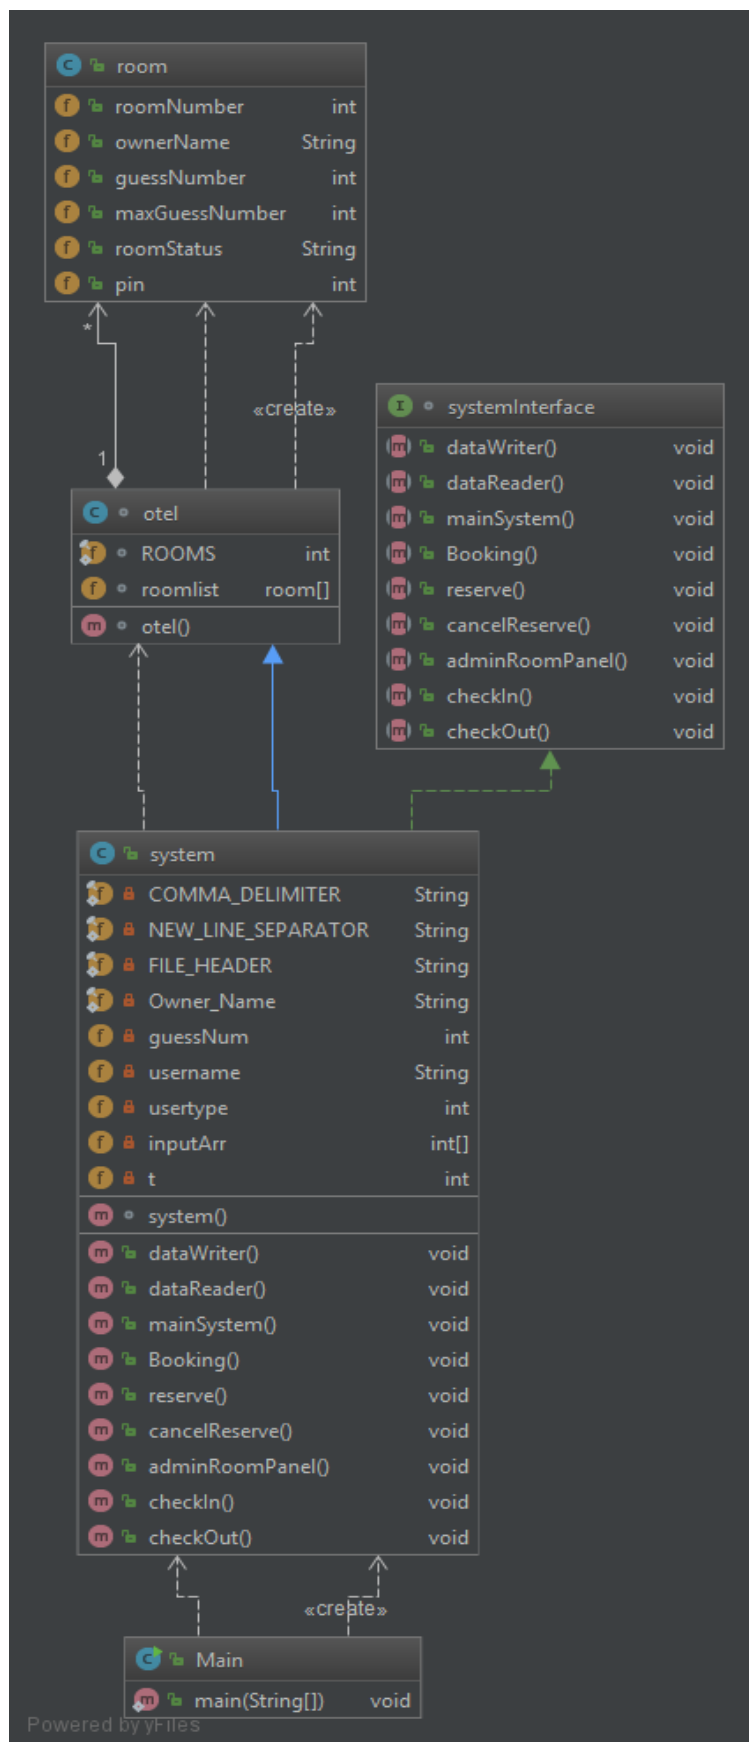 room
roomNumber int
ownerName String
guessNumber int
maxGuessNumber int
roomStatus String
pin int
*
«create»
1
otel
ROOMS int
roomlist room[]
otel()
systemInterface
dataWriter() void
dataReader() void
mainSystem() void
Booking() void
reserve() void
cancelReserve() void
adminRoomPanel() void
checkIn() void
checkOut() void
system
COMMA_DELIMITER String
NEW_LINE_SEPARATOR String
FILE_HEADER String
Owner_Name String
guessNum int
username String
usertype int
inputArr int[]
t int
system()
dataWriter() void
dataReader() void
mainSystem() void
Booking() void
reserve() void
cancelReserve() void
adminRoomPanel() void
checkIn() void
checkOut() void
«create»
Main
main(String[]) void
Powered by yFiles